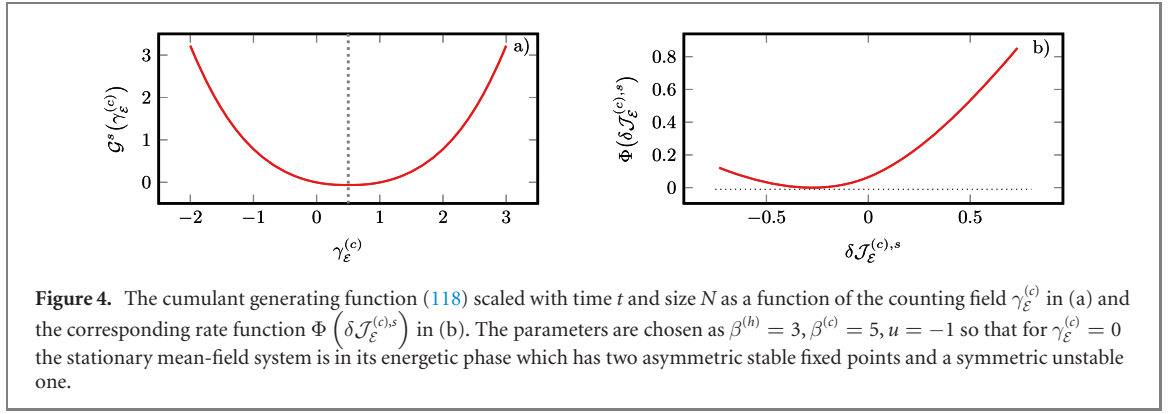 a)
3
2
1
0
−2
−1
0
1
2
3
𝒢ˢ(γ_ℰ^(c))
γ_ℰ^(c)
b)
0.8
0.6
0.4
0.2
0
−0.5
0
0.5
Φ(δ𝒥_ℰ^(c),s)
δ𝒥_ℰ^(c),s
Figure 4. The cumulant generating function (118) scaled with time t and size N as a function of the counting field γ_ℰ^(c) in (a) and
the corresponding rate function Φ (δ𝒥_ℰ^(c),s) in (b). The parameters are chosen as β^(h) = 3, β^(c) = 5, u = −1 so that for γ_ℰ^(c) = 0
the stationary mean-field system is in its energetic phase which has two asymmetric stable fixed points and a symmetric unstable
one.